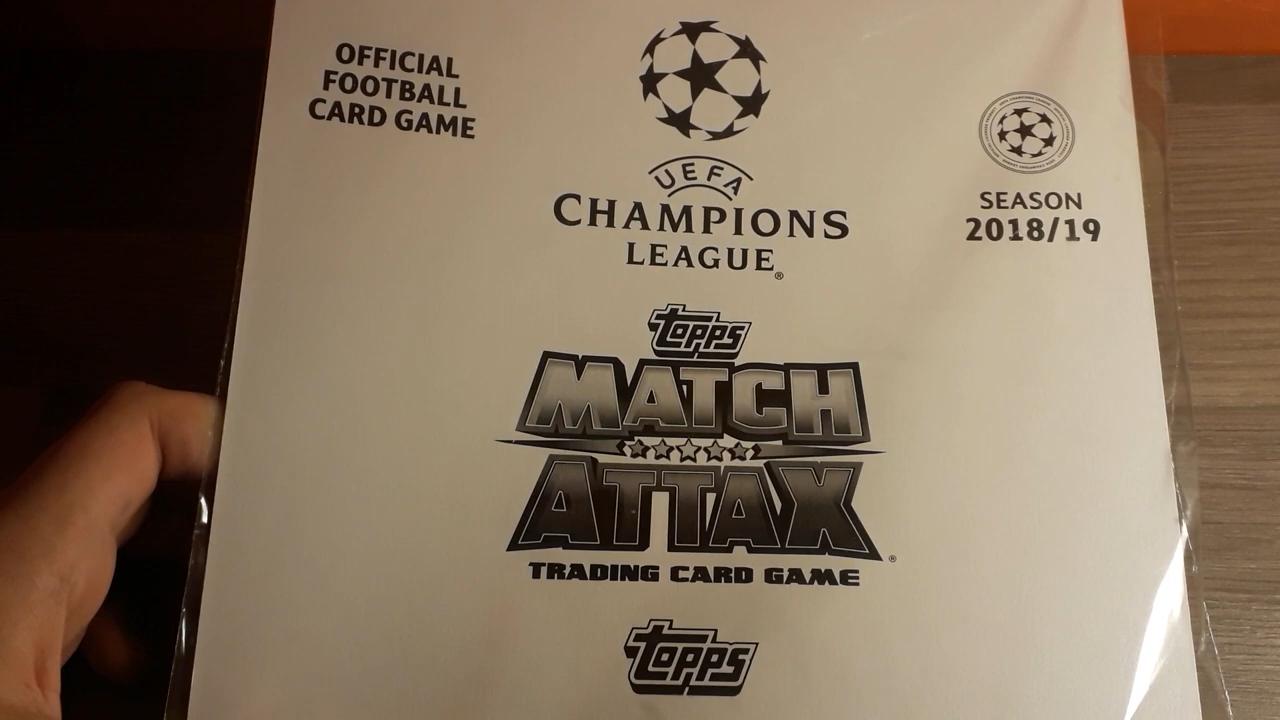 OFFICIAL
FOOTBALL
CARD GAME
UEFA
CHAMPIONS
LEAGUE®
SEASON
2018/19
topps
MATCH
ATTAX®
TRADING CARD GAME
topps